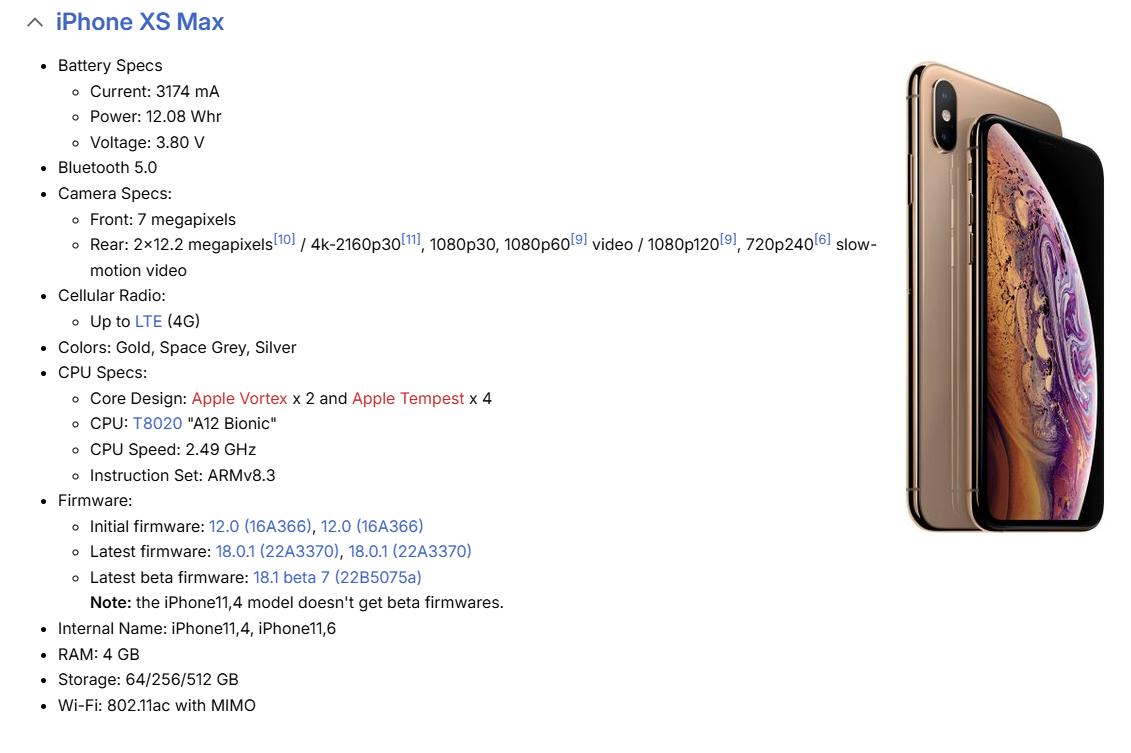 iPhone XS Max
Battery Specs
Current: 3174 mA
Power: 12.08 Whr
Voltage: 3.80 V
Bluetooth 5.0
Camera Specs:
Front: 7 megapixels
Rear: 2×12.2 megapixels[10] / 4k-2160p30[11], 1080p30, 1080p60[9] video / 1080p120[9], 720p240[6] slow-
motion video
Cellular Radio:
Up to LTE (4G)
Colors: Gold, Space Grey, Silver
CPU Specs:
Core Design: Apple Vortex x 2 and Apple Tempest x 4
CPU: T8020 "A12 Bionic"
CPU Speed: 2.49 GHz
Instruction Set: ARMv8.3
Firmware:
Initial firmware: 12.0 (16A366), 12.0 (16A366)
Latest firmware: 18.0.1 (22A3370), 18.0.1 (22A3370)
Latest beta firmware: 18.1 beta 7 (22B5075a)
Note: the iPhone11,4 model doesn't get beta firmwares.
Internal Name: iPhone11,4, iPhone11,6
RAM: 4 GB
Storage: 64/256/512 GB
Wi-Fi: 802.11ac with MIMO